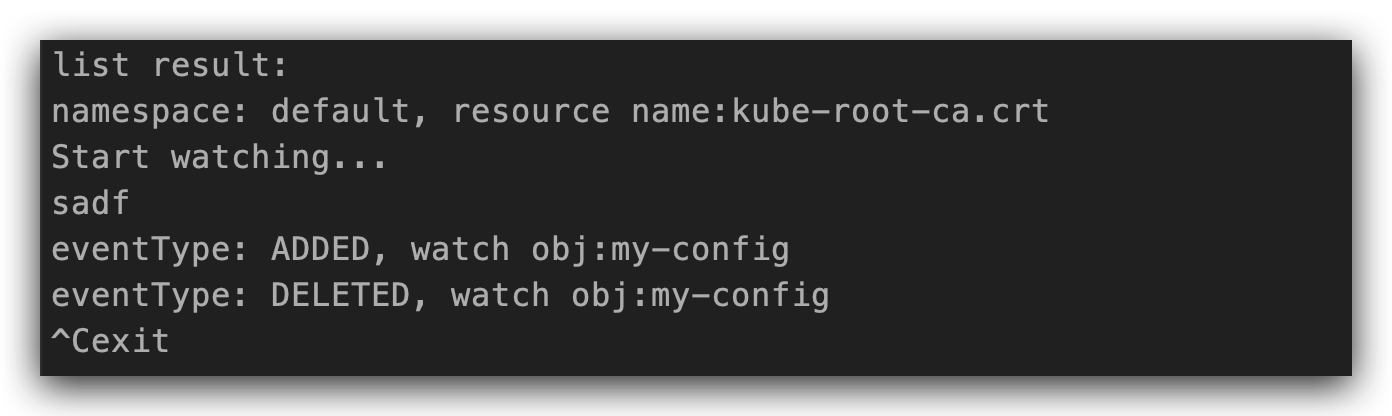 list result:
namespace: default, resource name:kube-root-ca.crt
Start watching...
sadf
eventType: ADDED, watch obj:my-config
eventType: DELETED, watch obj:my-config
^Cexit